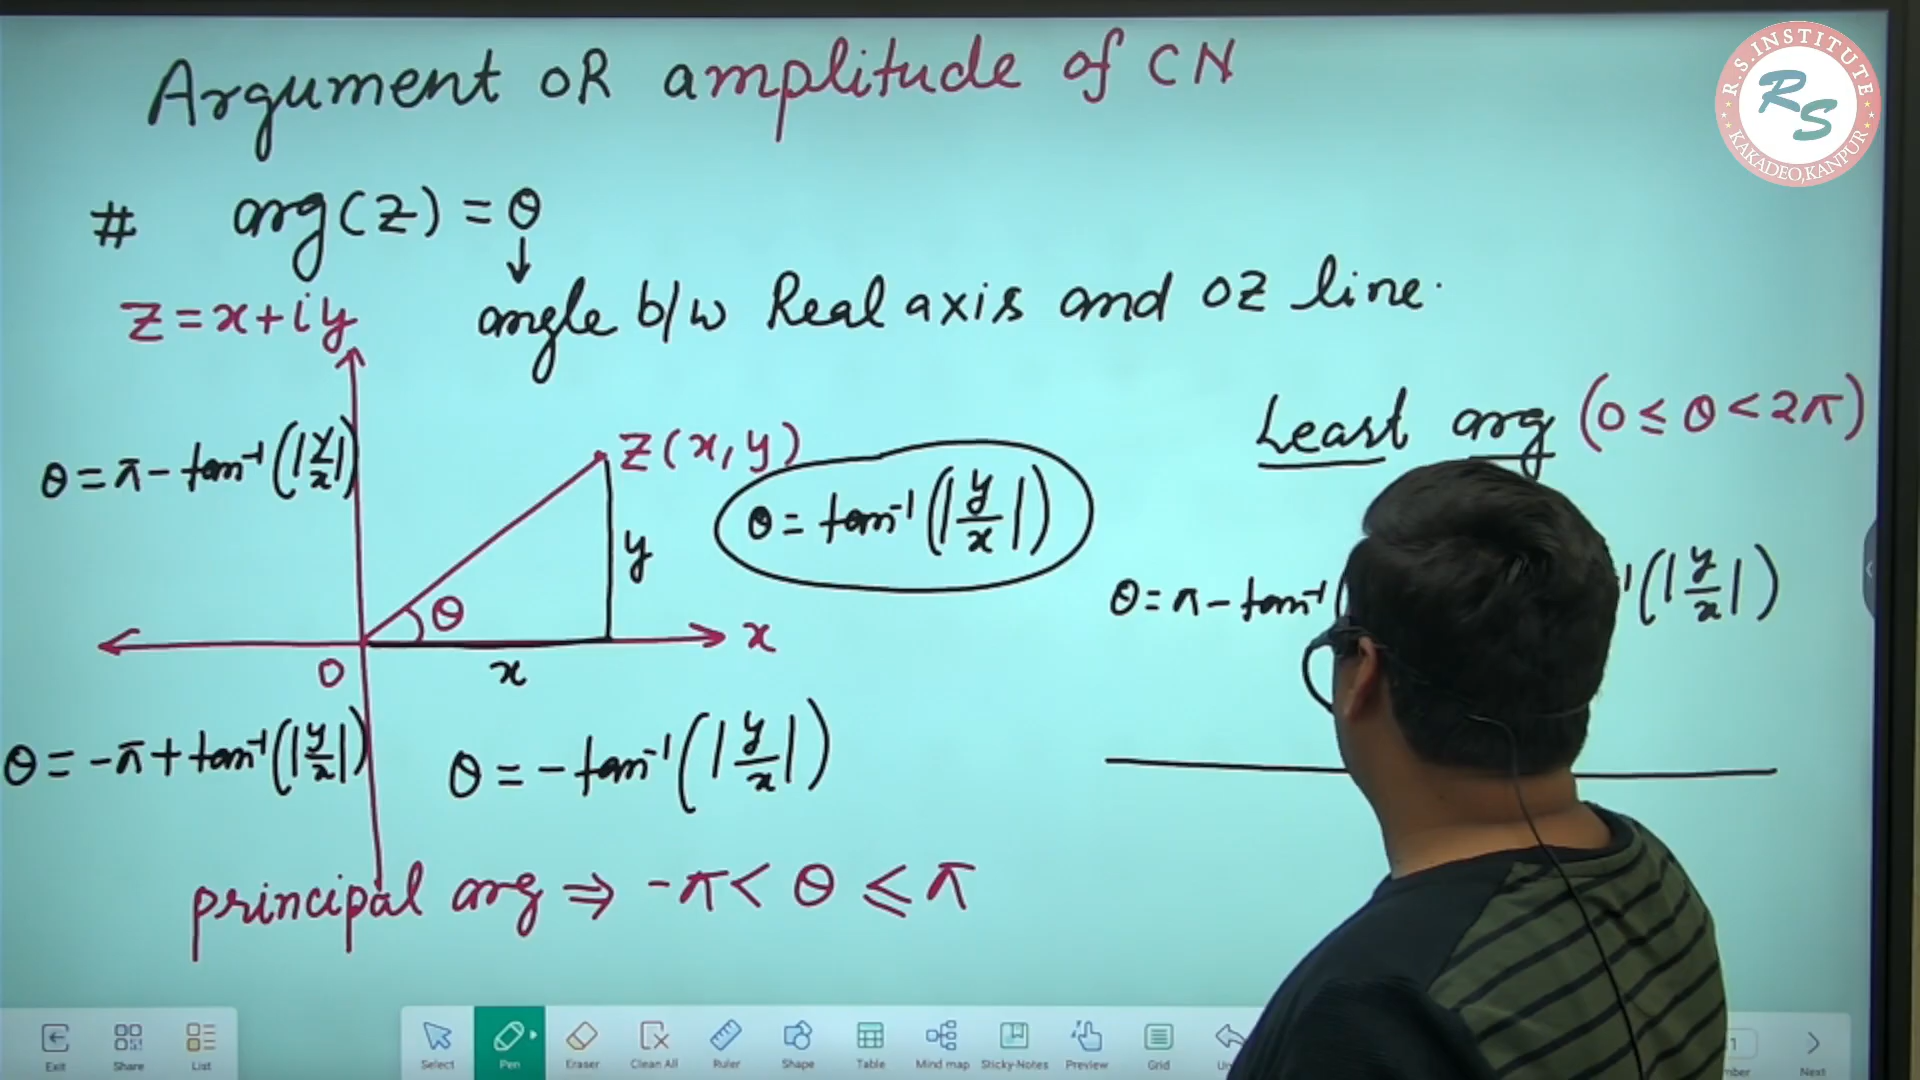 Argument OR amplitude of CN
R.S. INSTITUTE
RS
KAKADEO, KANPUR
# arg(z) = θ
↓
z = x+iy
angle b/w Real axis and OZ line.
Least arg (0 ≤ θ < 2π)
θ = π - tan⁻¹(|y/x|)
z(x,y)
θ = tan⁻¹(|y/x|)
y
θ = π - tan⁻¹(
⁻¹(|y/x|)
θ
x
O
x
θ = -π + tan⁻¹(|y/x|)
θ = - tan⁻¹(|y/x|)
principal arg ⇒ -π < θ ≤ π
Exit Share List Select Pen Eraser Clean All Ruler Shape Table Mind map Sticky-Notes Preview Grid Next